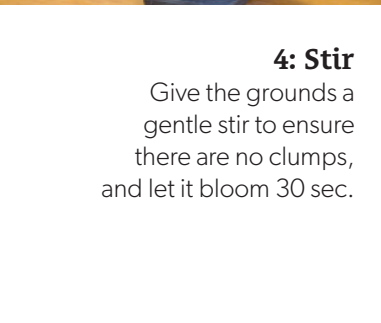 4: Stir
Give the grounds a
gentle stir to ensure
there are no clumps,
and let it bloom 30 sec.